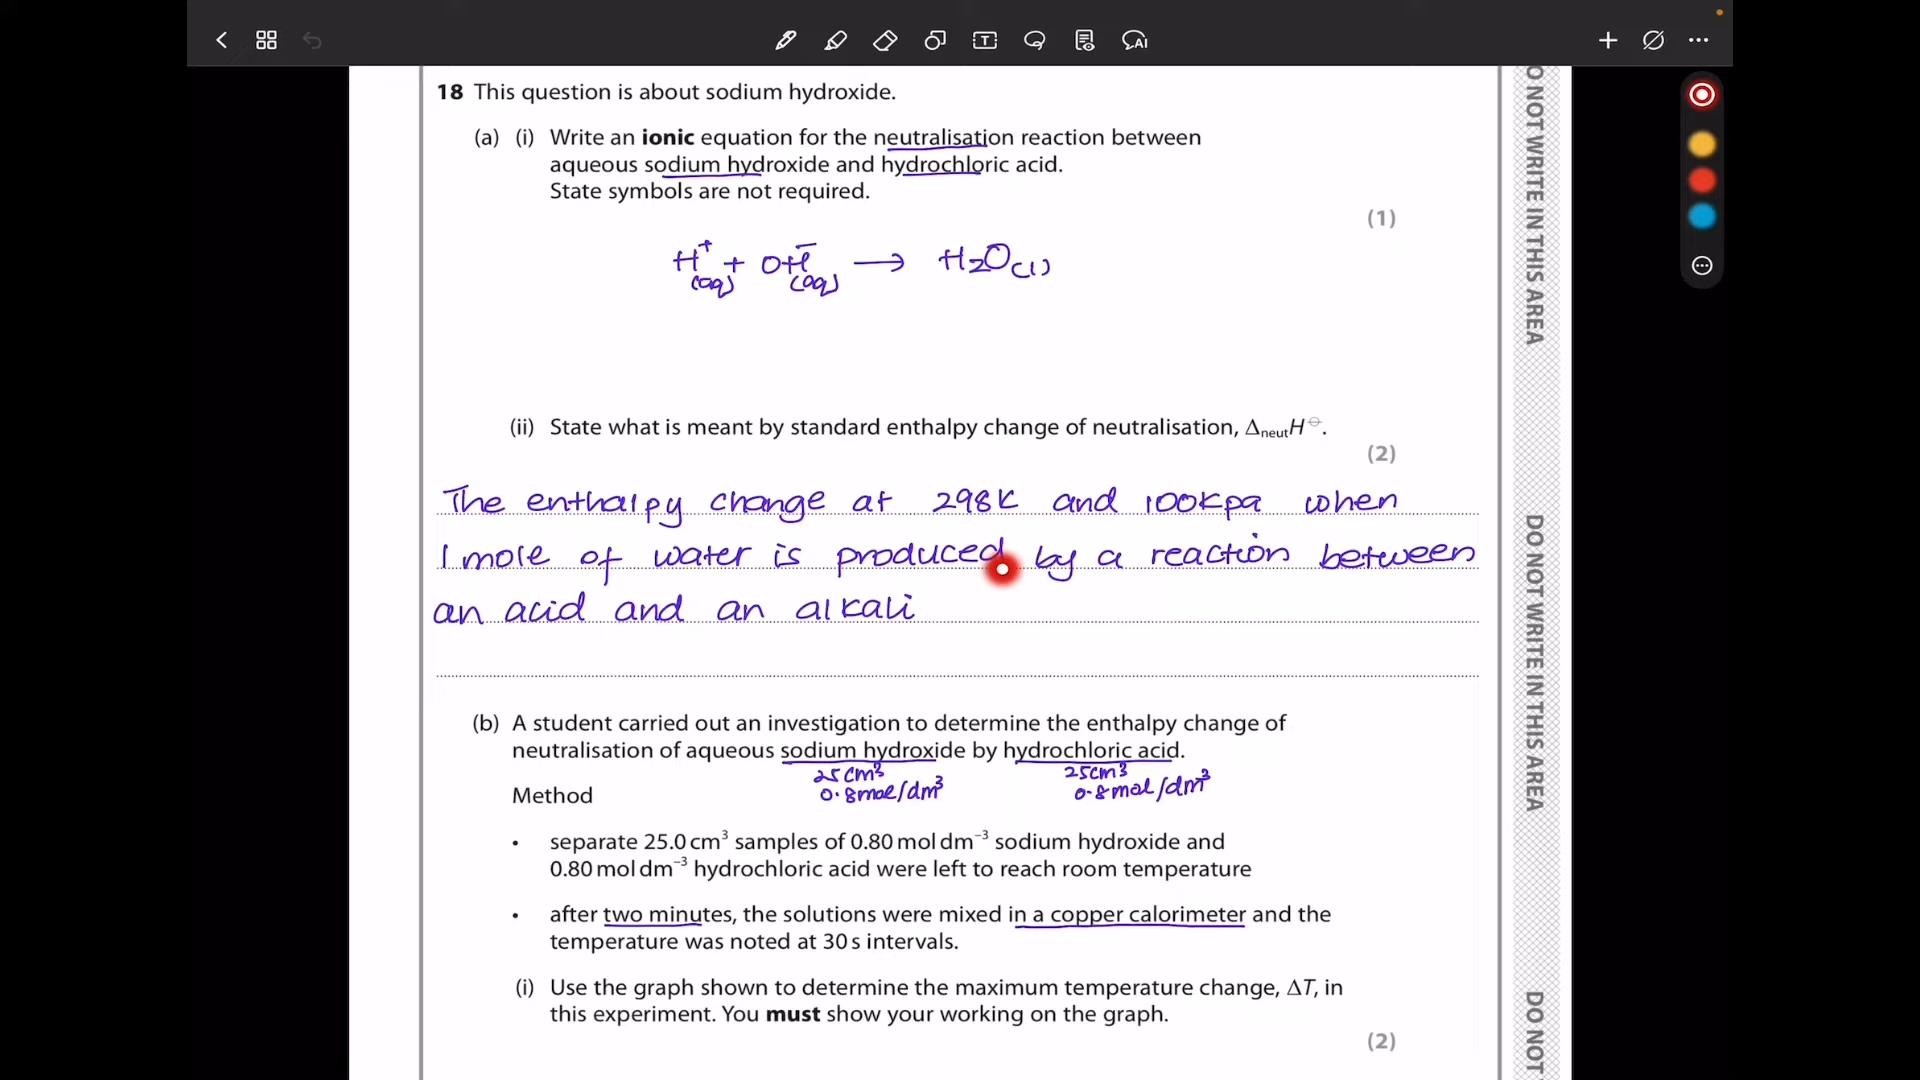 18 This question is about sodium hydroxide.
(a) (i) Write an ionic equation for the neutralisation reaction between
aqueous sodium hydroxide and hydrochloric acid.
State symbols are not required.
(1)
H⁺(aq) + OH⁻(aq) → H₂O(l)
(ii) State what is meant by standard enthalpy change of neutralisation, ΔneutH⦵.
(2)
The enthalpy change at 298K and 100kpa when
1 mole of water is produced by a reaction between
an acid and an alkali
(b) A student carried out an investigation to determine the enthalpy change of
neutralisation of aqueous sodium hydroxide by hydrochloric acid.
25cm³ 25cm³
0.8mol/dm³ 0.8mol/dm³
Method
• separate 25.0 cm³ samples of 0.80 mol dm⁻³ sodium hydroxide and
0.80 mol dm⁻³ hydrochloric acid were left to reach room temperature
• after two minutes, the solutions were mixed in a copper calorimeter and the
temperature was noted at 30 s intervals.
(i) Use the graph shown to determine the maximum temperature change, ΔT, in
this experiment. You must show your working on the graph.
(2)
O NOT WRITE IN THIS AREA
DO NOT WRITE IN THIS AREA
DO NOT
T
AI